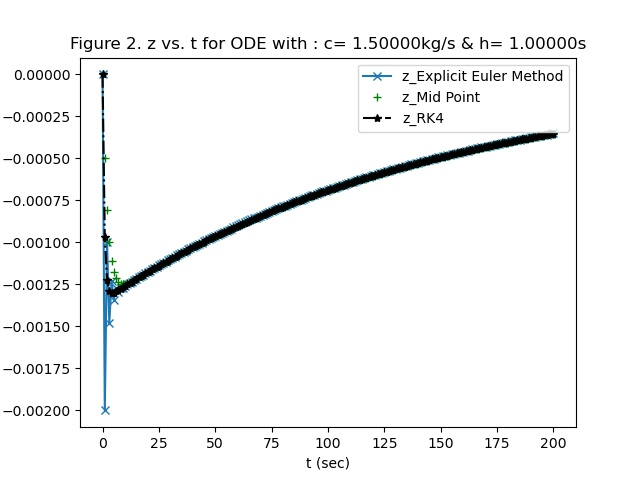 Figure 2. z vs. t for ODE with : c= 1.50000kg/s & h= 1.00000s
z_Explicit Euler Method
z_Mid Point
z_RK4
0.00000
−0.00025
−0.00050
−0.00075
−0.00100
−0.00125
−0.00150
−0.00175
−0.00200
0 25 50 75 100 125 150 175 200
t (sec)